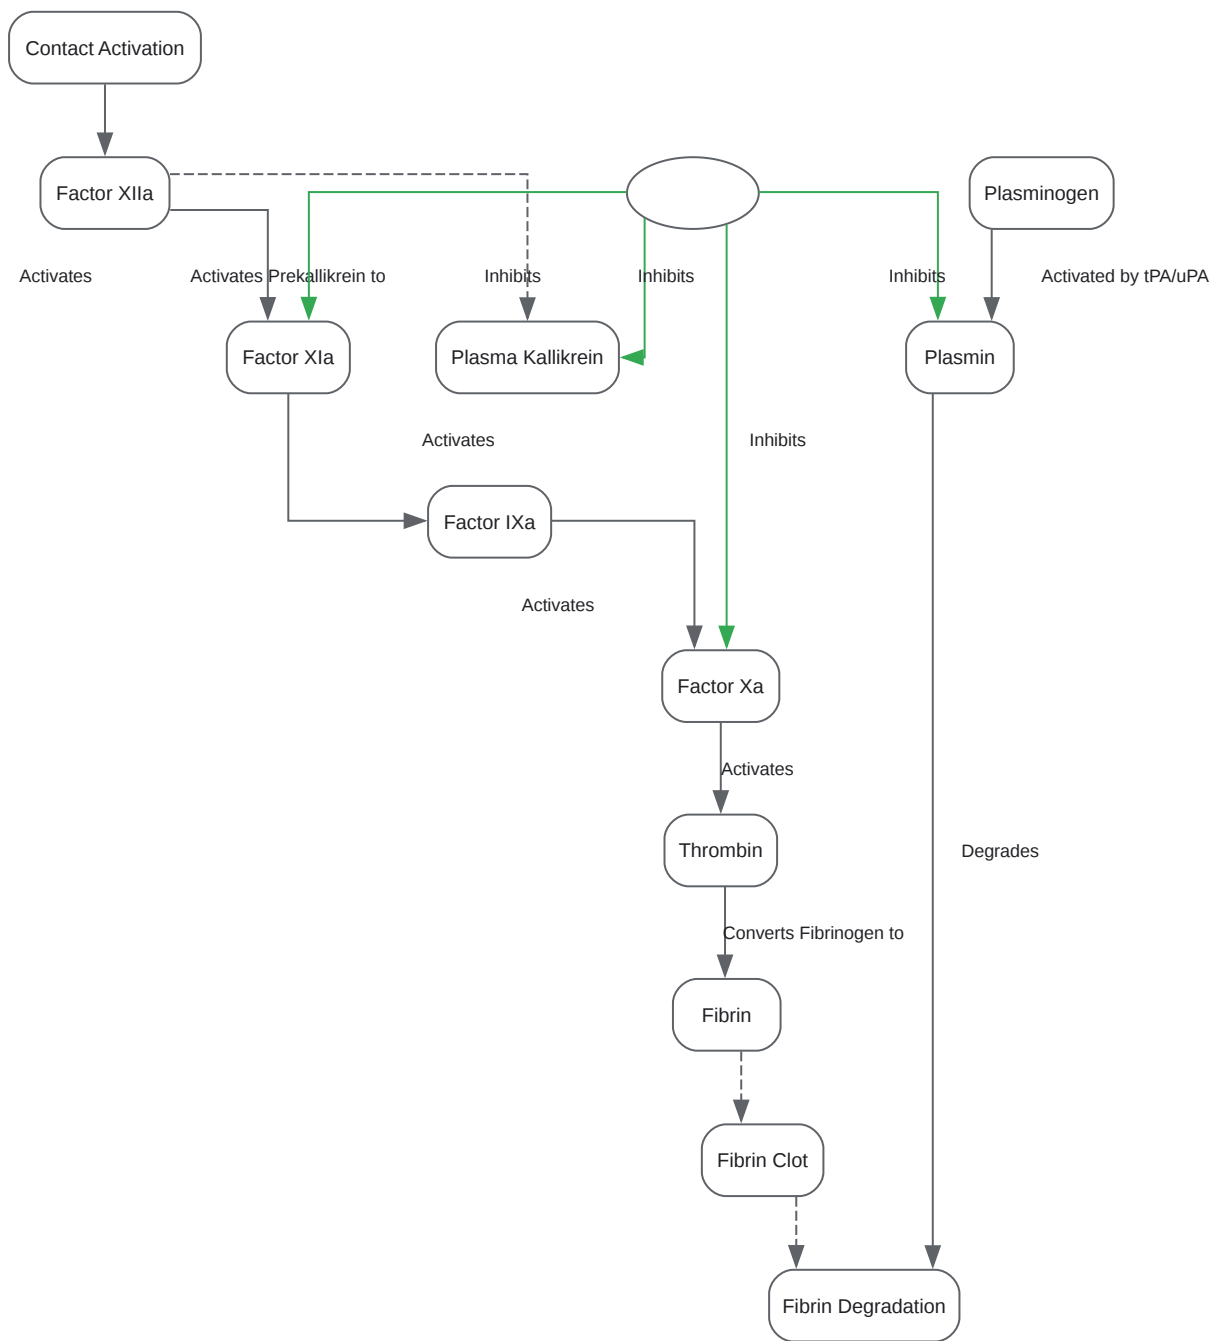 Contact Activation
Factor XIIa
Plasminogen
Activates
Activates Prekallikrein to
Inhibits
Inhibits
Inhibits
Activated by tPA/uPA
Factor XIa
Plasma Kallikrein
Plasmin
Activates
Inhibits
Factor IXa
Activates
Factor Xa
Activates
Thrombin
Degrades
Converts Fibrinogen to
Fibrin
Fibrin Clot
Fibrin Degradation